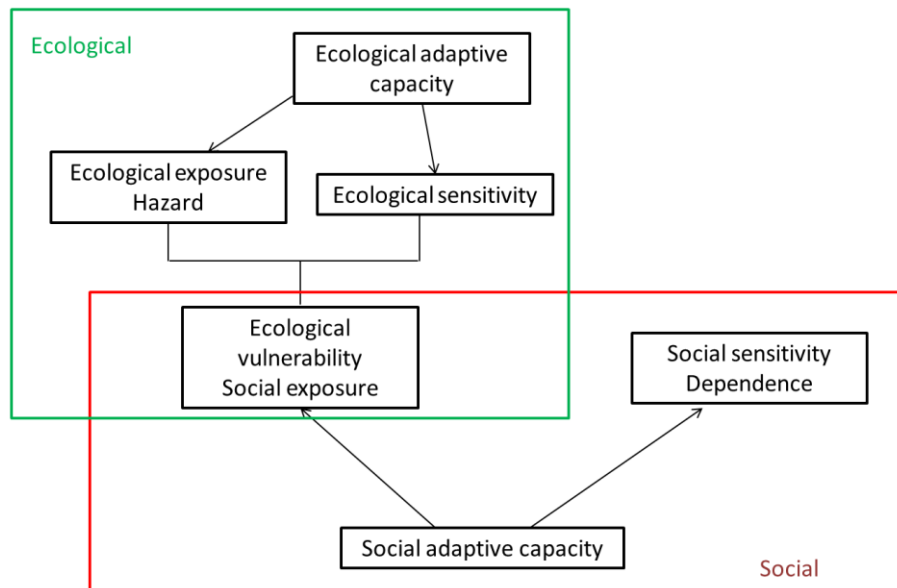 Ecological
Ecological adaptive
capacity
Ecological exposure
Hazard
Ecological sensitivity
Ecological
vulnerability
Social exposure
Social sensitivity
Dependence
Social adaptive capacity
Social